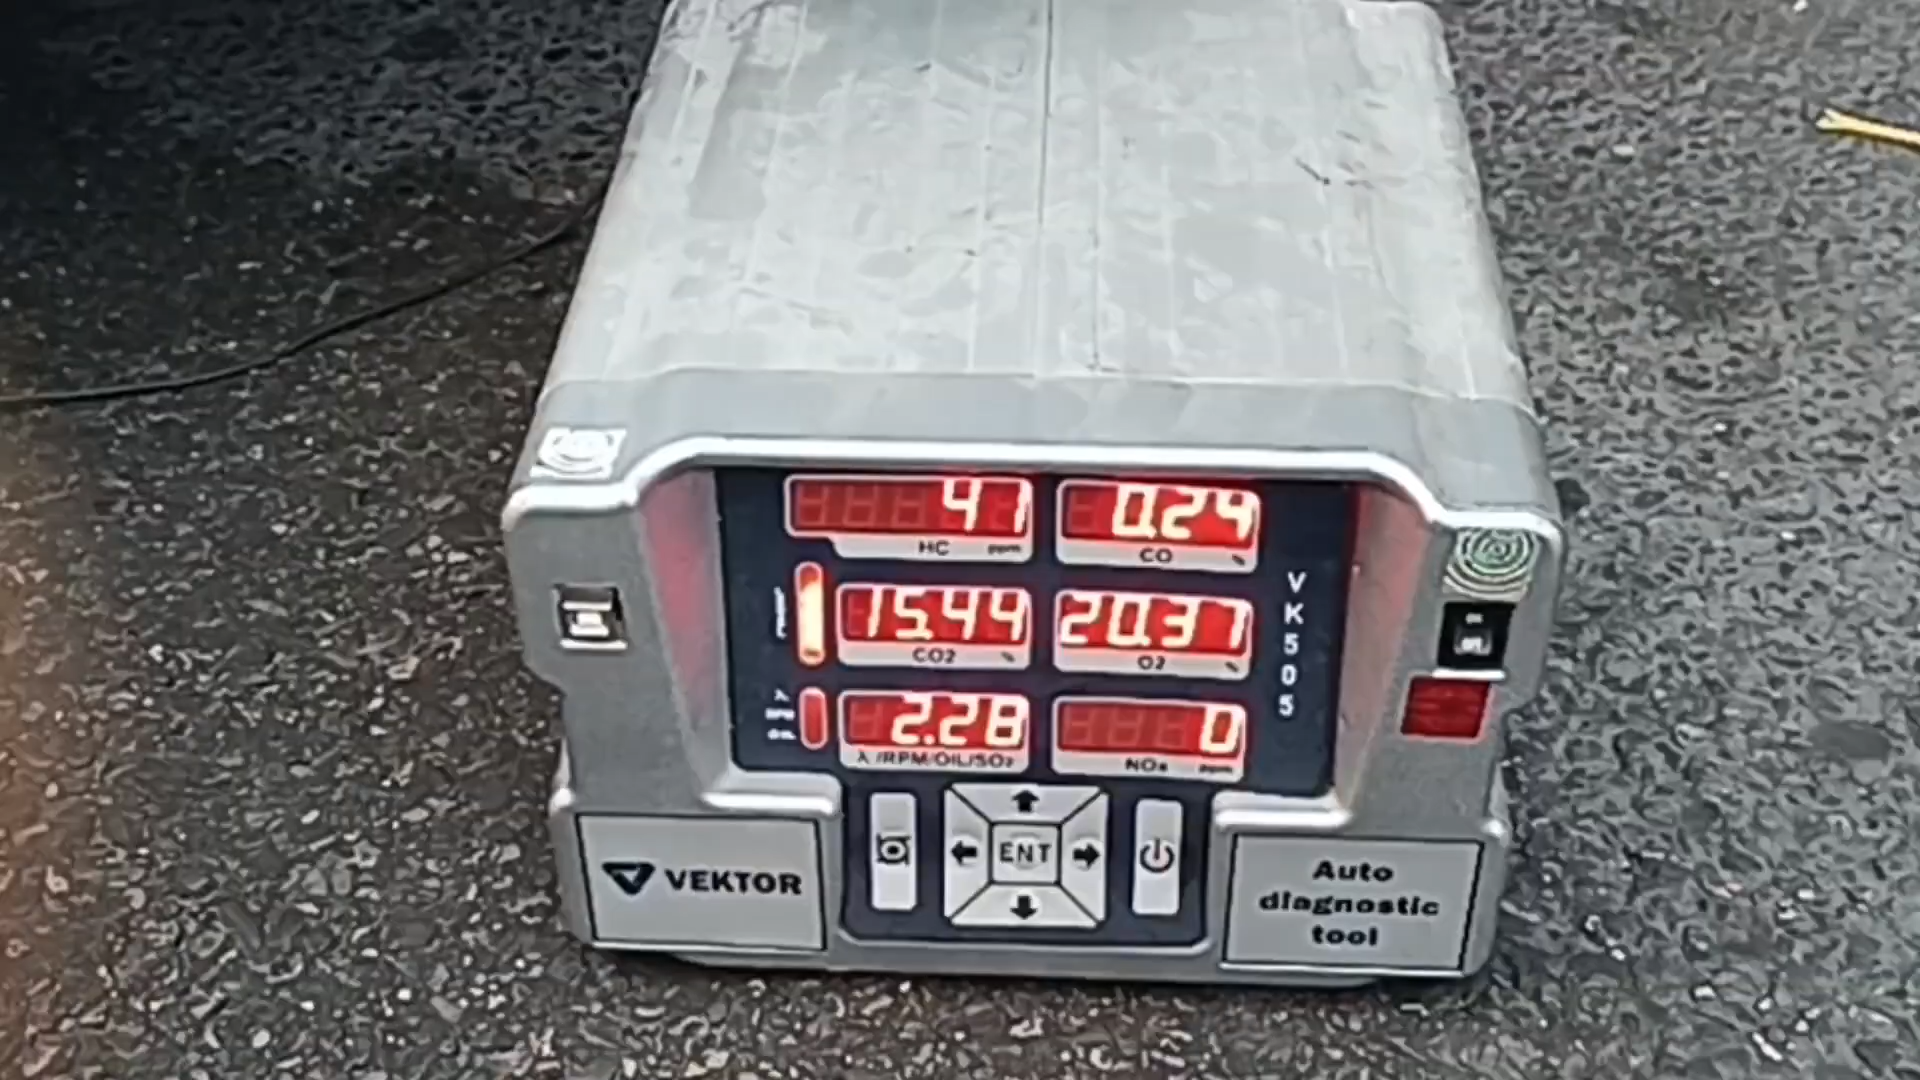 41
HC ppm
0.24
CO %
15.44
CO2 %
20.37
O2 %
VK505
λ
RPM
2.28
λ /RPM/OIL/SO2
0
NOx ppm
ENT
VEKTOR
Auto
diagnostic
tool